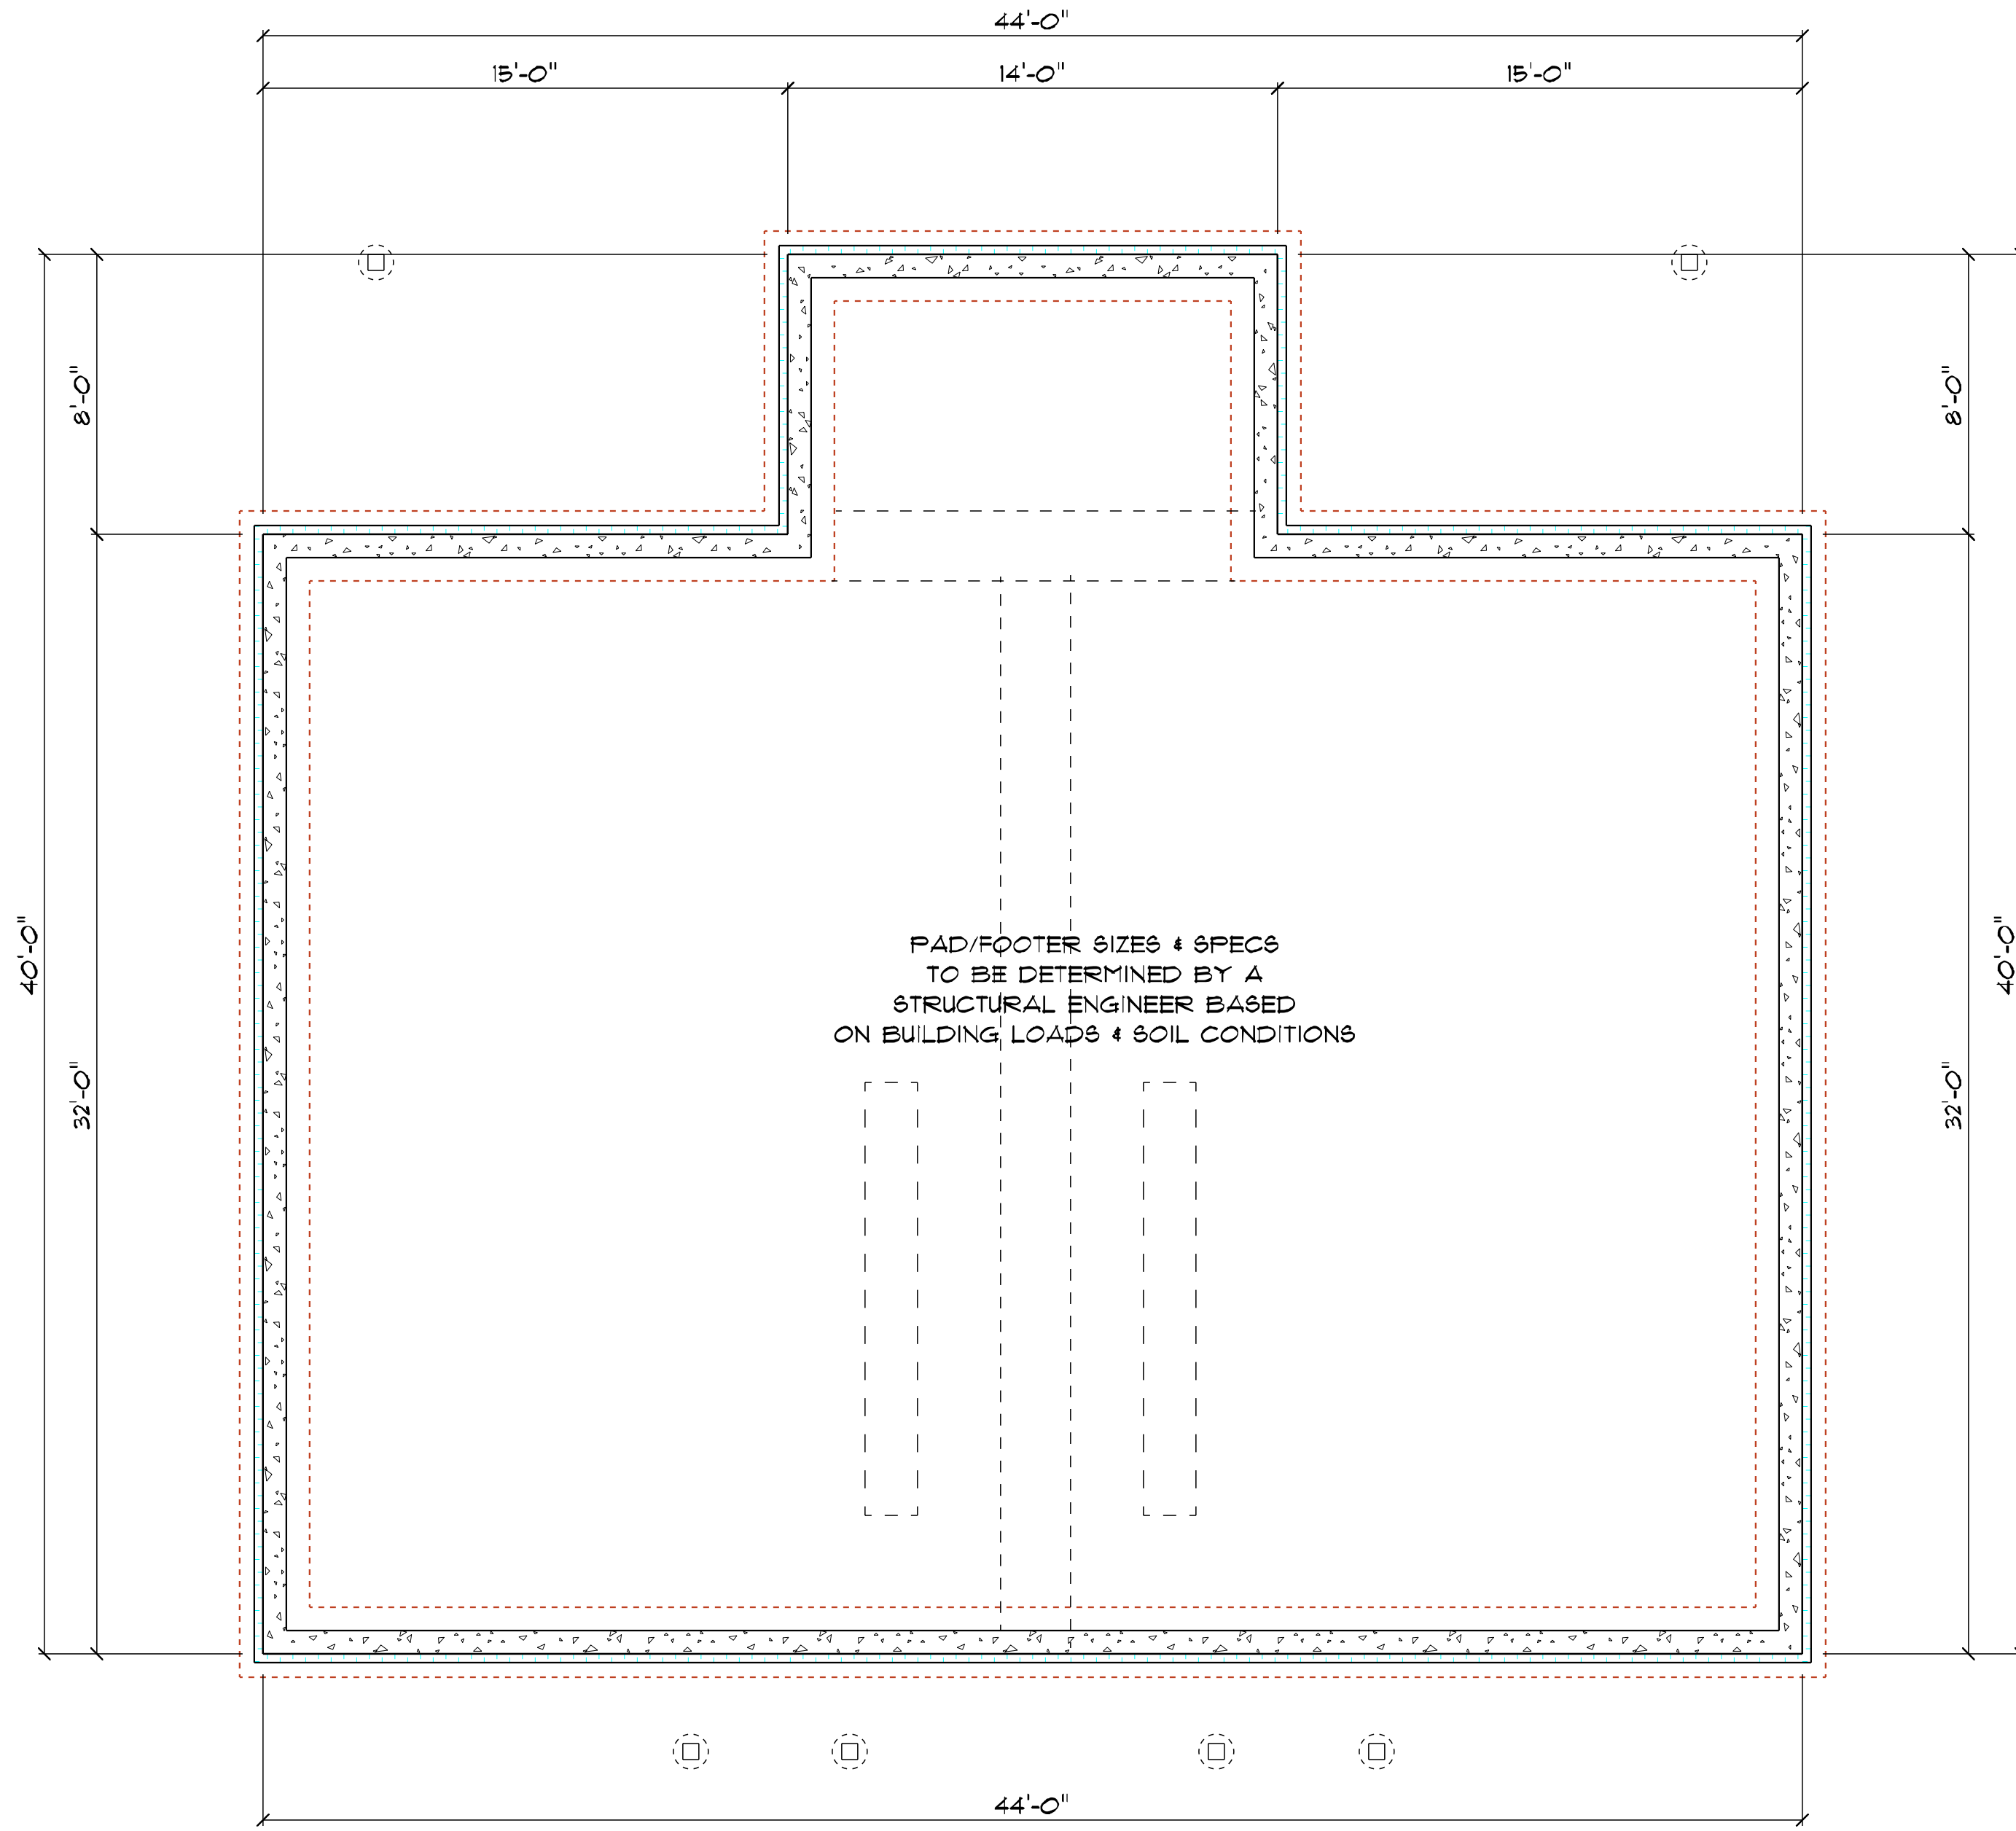 44'-0"
15'-0"
14'-0"
15'-0"
8'-0"
8'-0"
40'-0"
40'-0"
PAD/FOOTER SIZES & SPECS
TO BE DETERMINED BY A
STRUCTURAL ENGINEER BASED
ON BUILDING LOADS & SOIL CONDITIONS
32'-0"
32'-0"
44'-0"